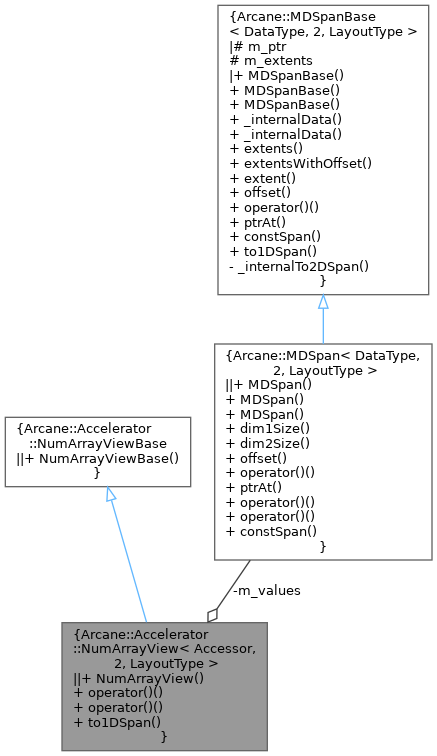 {Arcane::MDSpanBase
< DataType, 2, LayoutType >
|# m_ptr
# m_extents
|+ MDSpanBase()
+ MDSpanBase()
+ MDSpanBase()
+ _internalData()
+ _internalData()
+ extents()
+ extentsWithOffset()
+ extent()
+ offset()
+ operator()()
+ ptrAt()
+ constSpan()
+ to1DSpan()
- _internalTo2DSpan()
}
{Arcane::MDSpan< DataType,
2, LayoutType >
||+ MDSpan()
+ MDSpan()
+ MDSpan()
+ dim1Size()
+ dim2Size()
+ offset()
+ operator()()
+ ptrAt()
+ operator()()
+ operator()()
+ constSpan()
}
{Arcane::Accelerator
::NumArrayViewBase
||+ NumArrayViewBase()
}
-m_values
{Arcane::Accelerator
::NumArrayView< Accessor,
2, LayoutType >
||+ NumArrayView()
+ operator()()
+ operator()()
+ to1DSpan()
}